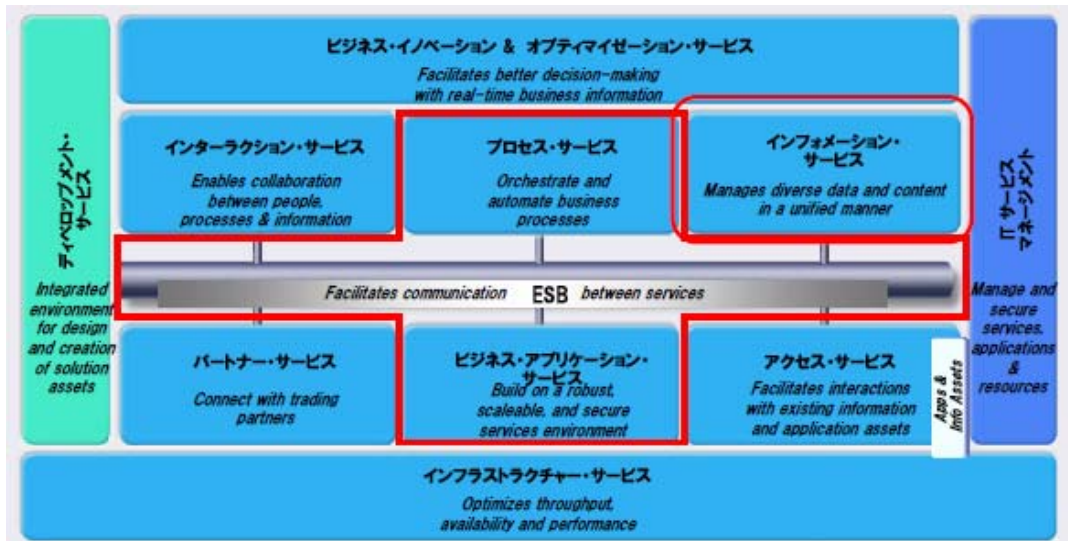 ビジネス・イノベーション & オプティマイゼーション・サービス
Facilitates better decision-making
with real-time business information
ディベロップメント・
サービス
Integrated
environment
for design
and creation
of solution
assets
インターラクション・サービス
Enables collaboration
between people,
processes & information
プロセス・サービス
Orchestrate and
automate business
processes
インフォメーション・
サービス
Manages diverse data and content
in a unified manner
IT サービス
マネージメント
Manage and
secure
services,
applications
&
resources
Facilitates communication ESB between services
パートナー・サービス
Connect with trading
partners
ビジネス・アプリケーション・
サービス
Build on a robust,
scaleable, and secure
services environment
アクセス・サービス
Facilitates interactions
with existing information
and application assets
Apps &
Info Assets
インフラストラクチャー・サービス
Optimizes throughput,
availability and performance